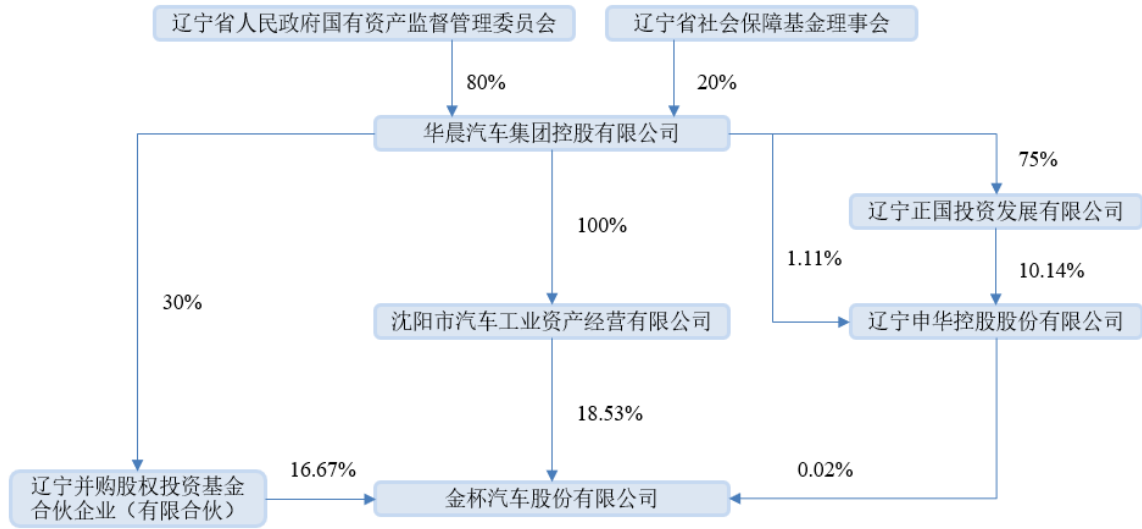 辽宁省人民政府国有资产监督管理委员会
辽宁省社会保障基金理事会
80%
20%
华晨汽车集团控股有限公司
75%
辽宁正国投资发展有限公司
100%
1.11%
10.14%
30%
沈阳市汽车工业资产经营有限公司
辽宁申华控股股份有限公司
18.53%
16.67%
0.02%
辽宁并购股权投资基金
合伙企业（有限合伙）
金杯汽车股份有限公司